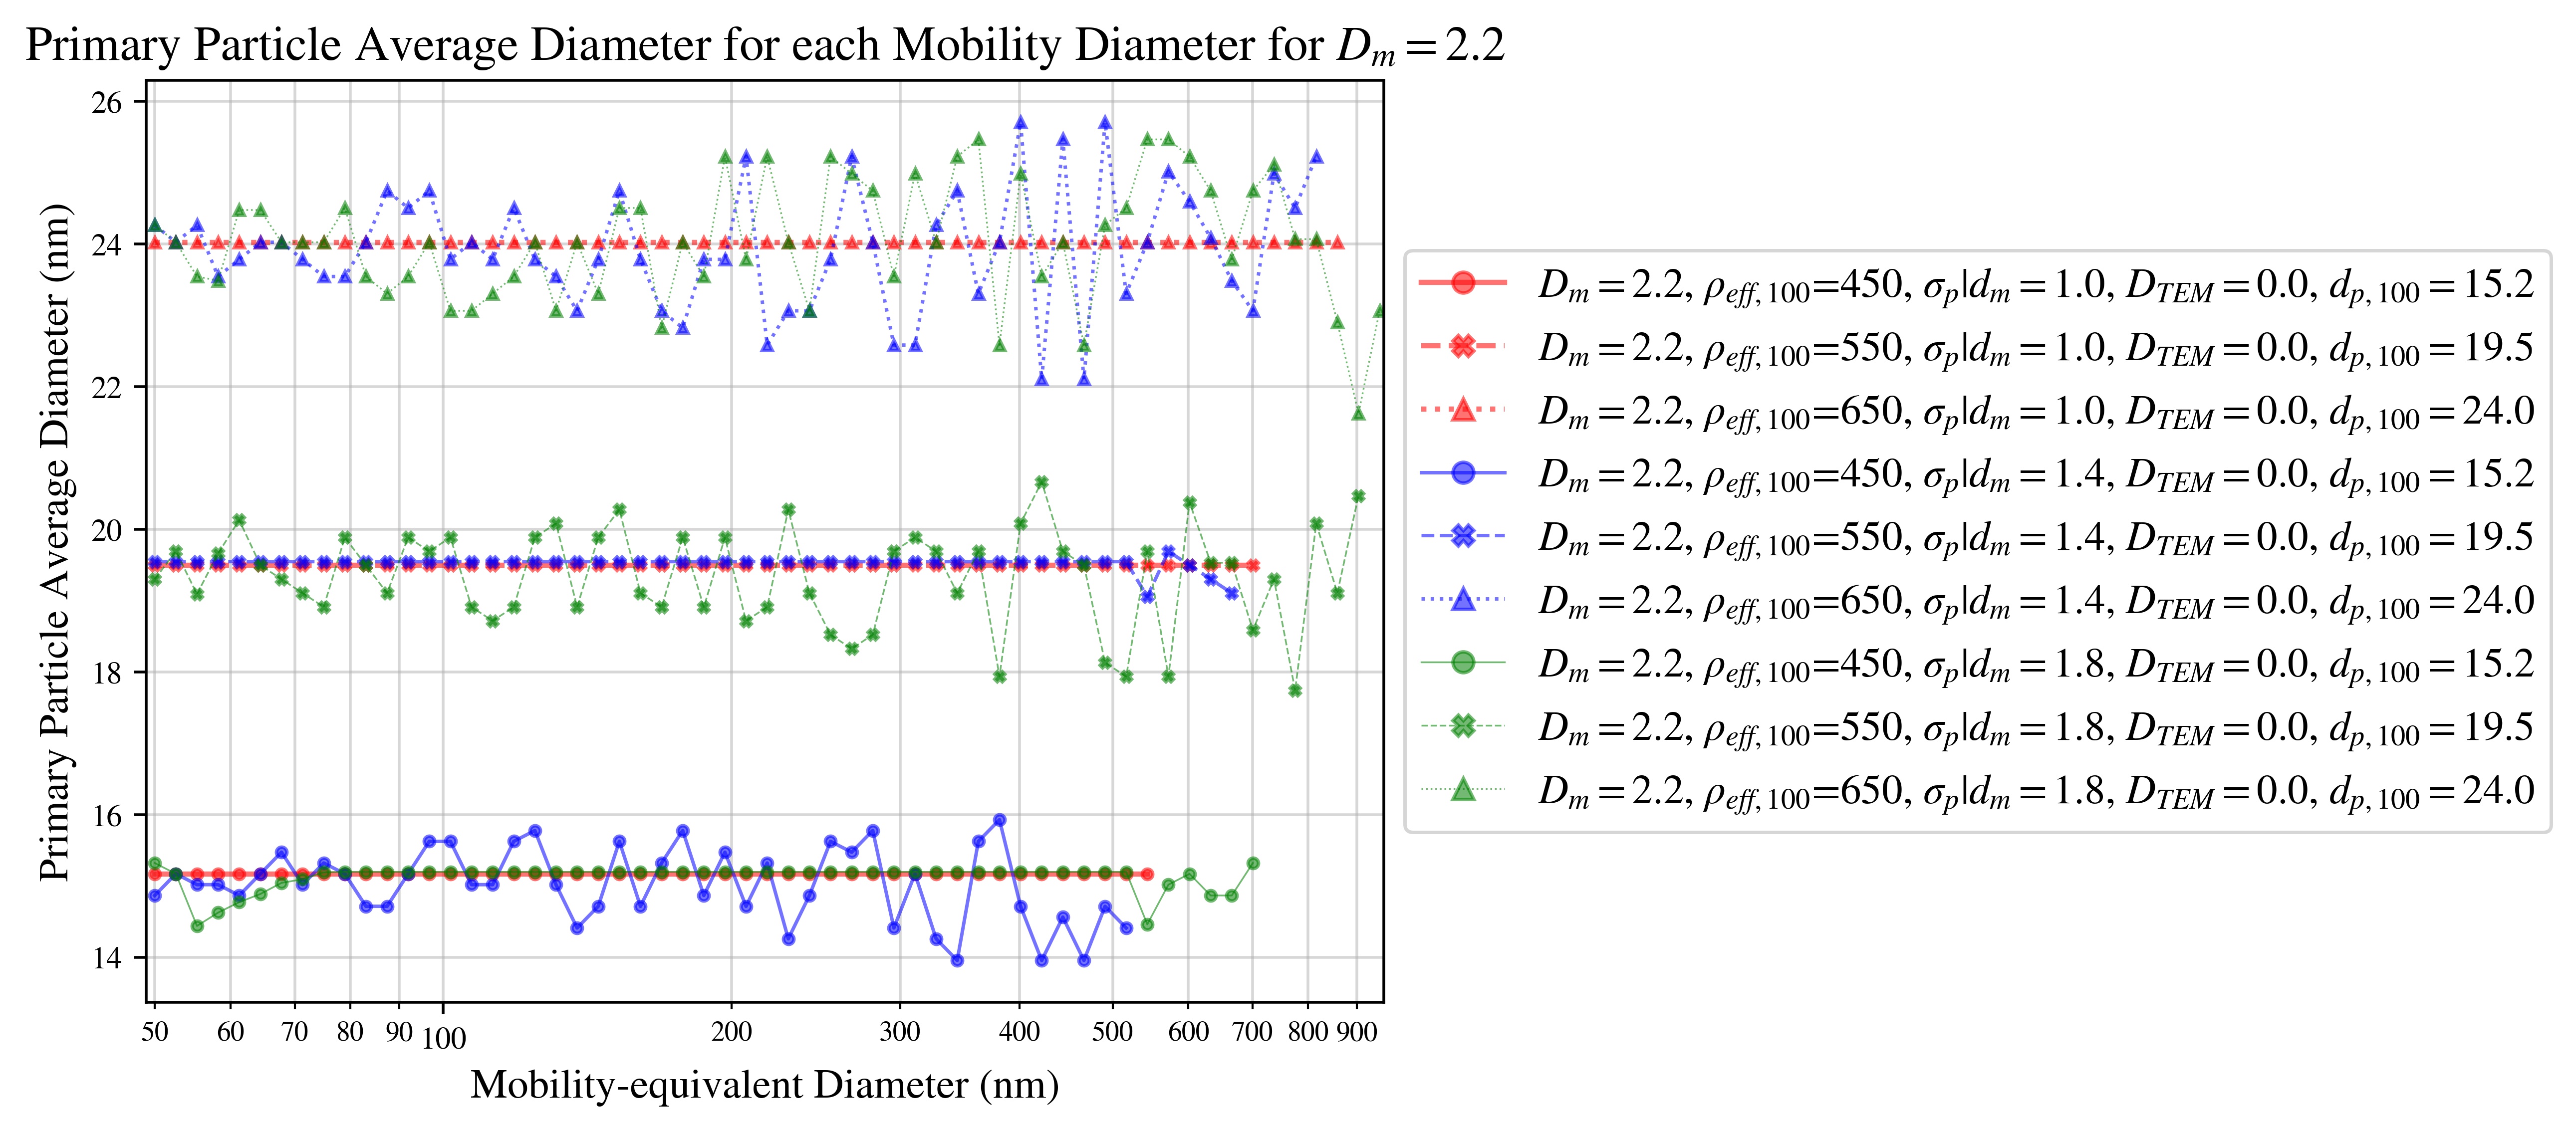 Primary Particle Average Diameter for each Mobility Diameter for Dₘ = 2.2
Primary Particle Average Diameter (nm)
26
24
22
20
18
16
14
50 60 70 80 90 100 200 300 400 500 600 700 800 900
Mobility-equivalent Diameter (nm)
D_m = 2.2, ρ_eff,100=450, σ_p|d_m = 1.0, D_TEM = 0.0, d_p,100 = 15.2
D_m = 2.2, ρ_eff,100=550, σ_p|d_m = 1.0, D_TEM = 0.0, d_p,100 = 19.5
D_m = 2.2, ρ_eff,100=650, σ_p|d_m = 1.0, D_TEM = 0.0, d_p,100 = 24.0
D_m = 2.2, ρ_eff,100=450, σ_p|d_m = 1.4, D_TEM = 0.0, d_p,100 = 15.2
D_m = 2.2, ρ_eff,100=550, σ_p|d_m = 1.4, D_TEM = 0.0, d_p,100 = 19.5
D_m = 2.2, ρ_eff,100=650, σ_p|d_m = 1.4, D_TEM = 0.0, d_p,100 = 24.0
D_m = 2.2, ρ_eff,100=450, σ_p|d_m = 1.8, D_TEM = 0.0, d_p,100 = 15.2
D_m = 2.2, ρ_eff,100=550, σ_p|d_m = 1.8, D_TEM = 0.0, d_p,100 = 19.5
D_m = 2.2, ρ_eff,100=650, σ_p|d_m = 1.8, D_TEM = 0.0, d_p,100 = 24.0